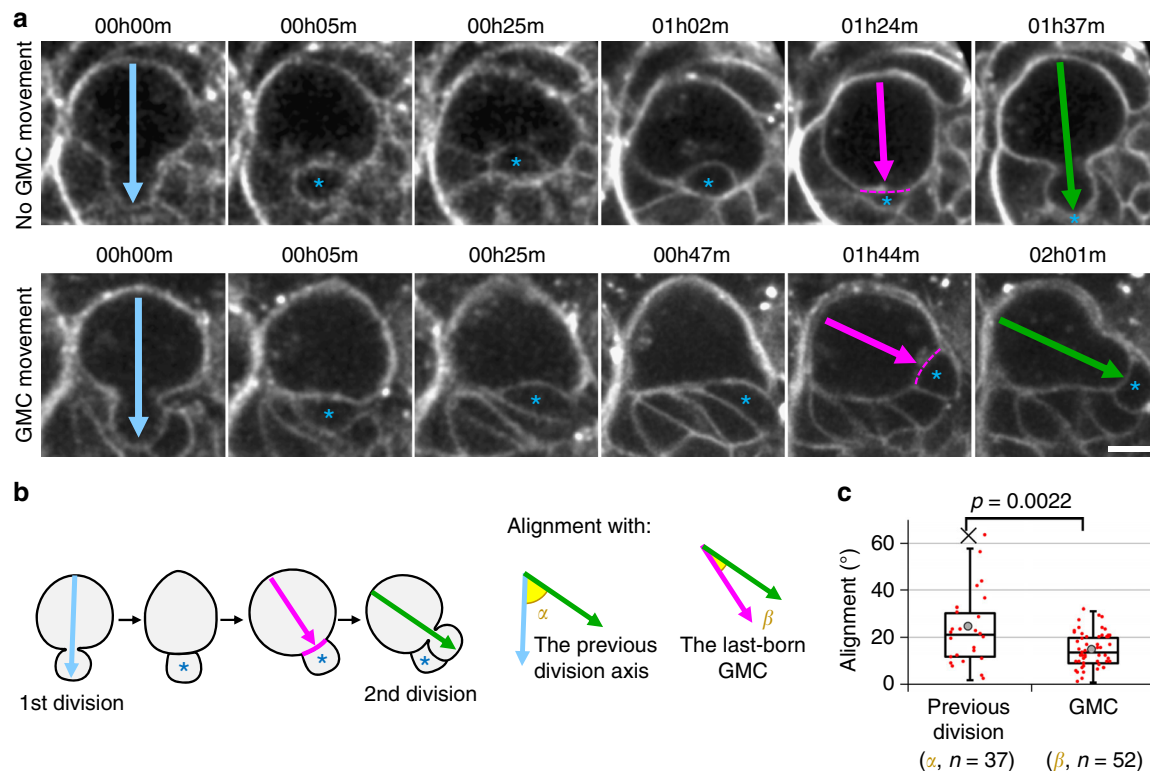 a
00h00m 00h05m 00h25m 01h02m 01h24m 01h37m
No GMC movement
* * * * *
00h00m 00h05m 00h25m 00h47m 01h44m 02h01m
GMC movement
* * * * *
b
Alignment with:
α
β
The previous
division axis
The last-born
GMC
* * *
1st division
2nd division
c
p = 0.0022
Alignment (°)
60
40
20
0
Previous
division
GMC
(α, n = 37) (β, n = 52)